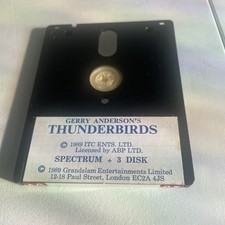 GERRY ANDERSON'S
THUNDERBIRDS
© 1989 ITC ENTS. LTD.
Licensed by ABP LTD.
SPECTRUM + 3 DISK
© 1989 Grandslam Entertainments Limited
12-18 Paul Street, London EC2A 4JS